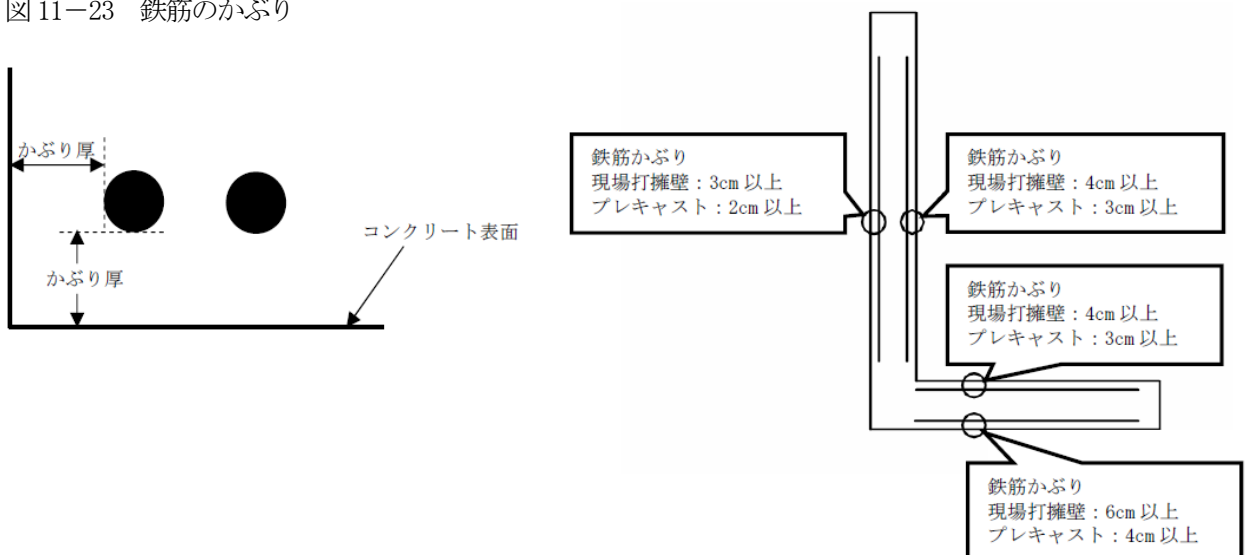 図 11－23　鉄筋のかぶり
かぶり厚
かぶり厚
コンクリート表面
鉄筋かぶり
現場打擁壁：3cm 以上
プレキャスト：2cm 以上
鉄筋かぶり
現場打擁壁：4cm 以上
プレキャスト：3cm 以上
鉄筋かぶり
現場打擁壁：4cm 以上
プレキャスト：3cm 以上
鉄筋かぶり
現場打擁壁：6cm 以上
プレキャスト：4cm 以上